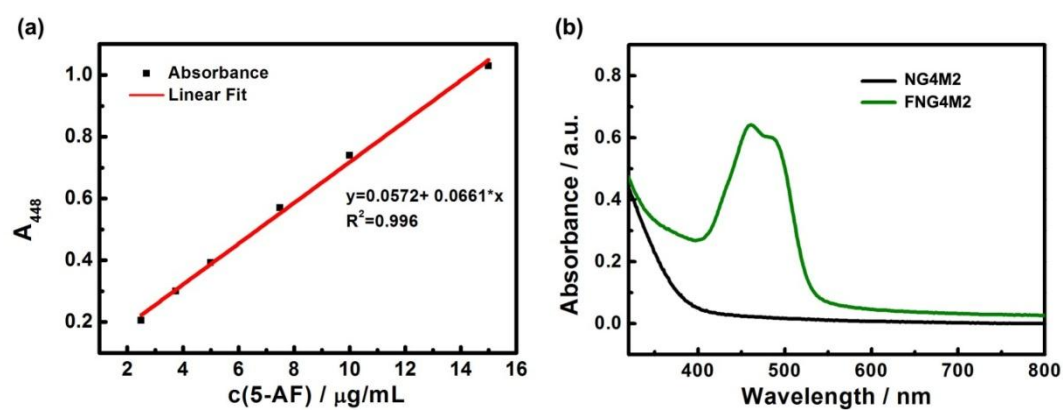 (a)
Absorbance
Linear Fit
y=0.0572+ 0.0661*x
R²=0.996
A₄₄₈
1.0
0.8
0.6
0.4
0.2
2 4 6 8 10 12 14 16
c(5-AF) / μg/mL
(b)
NG4M2
FNG4M2
Absorbance / a.u.
0.8
0.6
0.4
0.2
0.0
400 500 600 700 800
Wavelength / nm